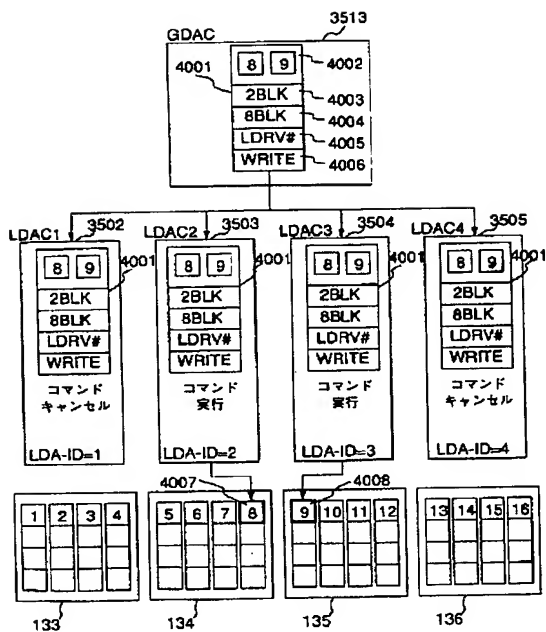 3513
GDAC
4001
8 9
4002
2BLK
4003
8BLK
4004
LDRV#
4005
WRITE
4006
LDAC1
3502
LDAC2
3503
LDAC3
3504
LDAC4
3505
8 9
4001
8 9
4001
8 9
4001
8 9
4001
2BLK
2BLK
2BLK
2BLK
8BLK
8BLK
8BLK
8BLK
LDRV#
LDRV#
LDRV#
LDRV#
WRITE
WRITE
WRITE
WRITE
コマンド
キャンセル
コマンド
実行
コマンド
実行
コマンド
キャンセル
LDA-ID=1
LDA-ID=2
LDA-ID=3
LDA-ID=4
4007
4008
1 2 3 4
5 6 7 8
9 10 11 12
13 14 15 16
133
134
135
136